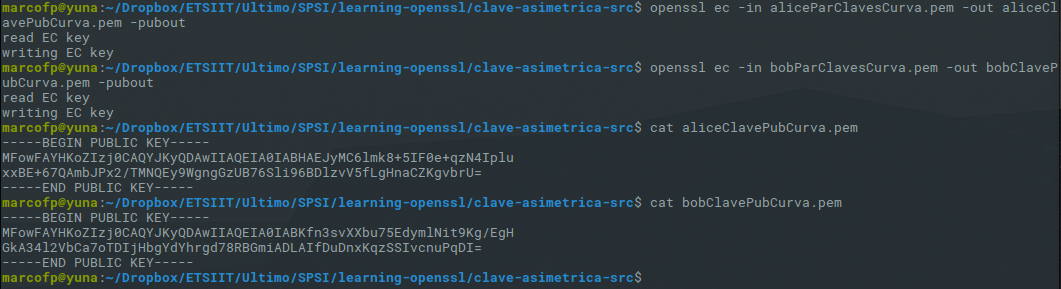 marcofp@yuna:~/Dropbox/ETSIIT/Ultimo/SPSI/learning-openssl/clave-asimetrica-src$ openssl ec -in aliceParClavesCurva.pem -out aliceCl
avePubCurva.pem -pubout
read EC key
writing EC key
marcofp@yuna:~/Dropbox/ETSIIT/Ultimo/SPSI/learning-openssl/clave-asimetrica-src$ openssl ec -in bobParClavesCurva.pem -out bobClaveP
ubCurva.pem -pubout
read EC key
writing EC key
marcofp@yuna:~/Dropbox/ETSIIT/Ultimo/SPSI/learning-openssl/clave-asimetrica-src$ cat aliceClavePubCurva.pem
-----BEGIN PUBLIC KEY-----
MFowFAYHKoZIzj0CAQYJKyQDAwIIAQEIA0IABHAEJyMC6lmk8+5IF0e+qzN4Iplu
xxBE+67QAmbJPx2/TMNQEy9WgngGzUB76Sli96BDlzvV5fLgHnaCZKgvbrU=
-----END PUBLIC KEY-----
marcofp@yuna:~/Dropbox/ETSIIT/Ultimo/SPSI/learning-openssl/clave-asimetrica-src$ cat bobClavePubCurva.pem
-----BEGIN PUBLIC KEY-----
MFowFAYHKoZIzj0CAQYJKyQDAwIIAQEIA0IABKfn3svXXbu75EdymlNit9Kg/EgH
GkA34l2VbCa7oTDIjHbgYdYhrgd78RBGmiADLAIfDuDnxKqzSSIvcnuPqDI=
-----END PUBLIC KEY-----
marcofp@yuna:~/Dropbox/ETSIIT/Ultimo/SPSI/learning-openssl/clave-asimetrica-src$